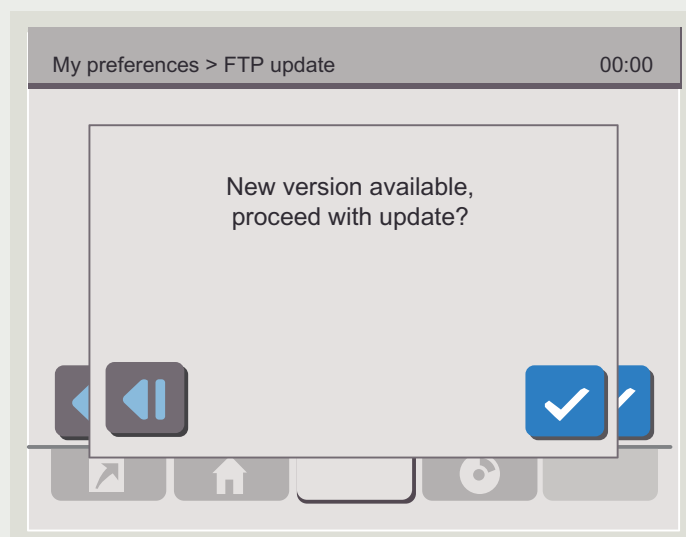 My preferences > FTP update 00:00
New version available,
proceed with update?